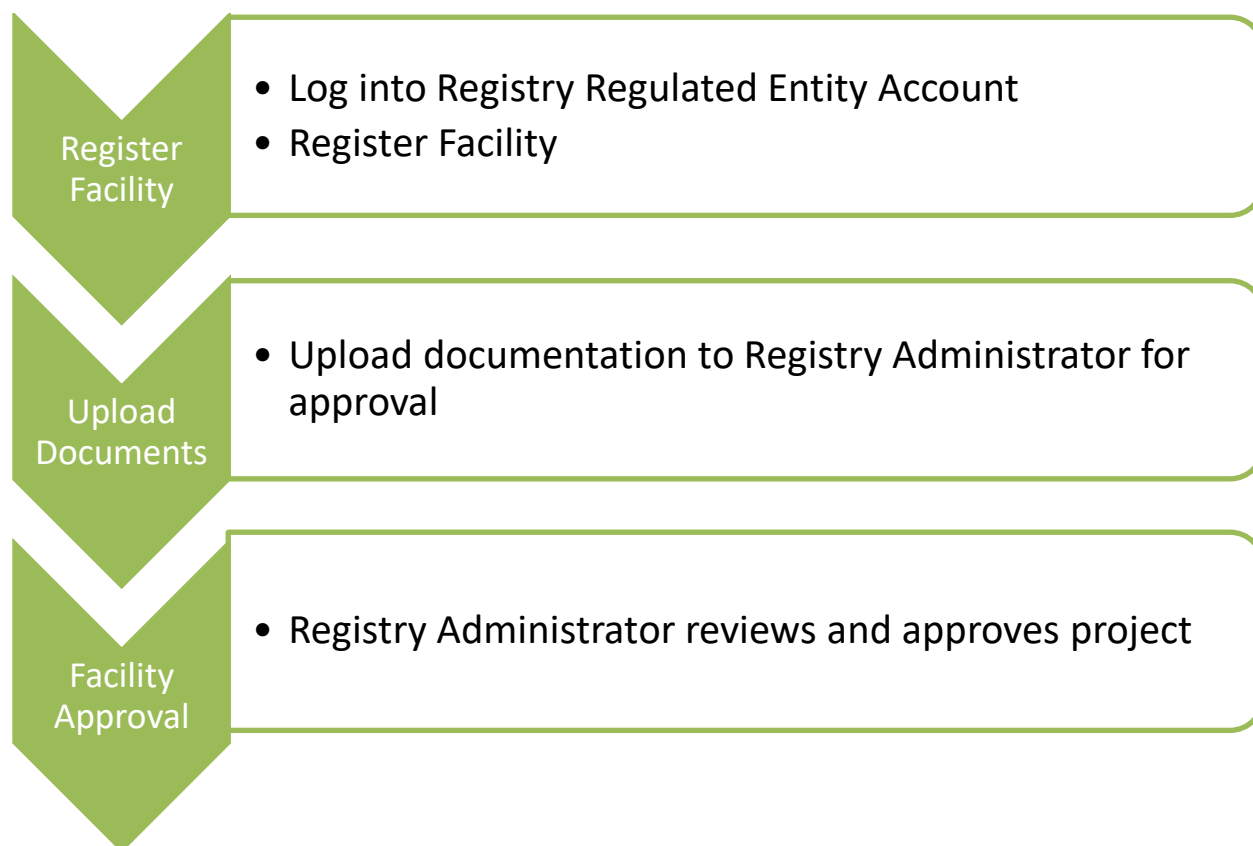 Register
Facility
• Log into Registry Regulated Entity Account
• Register Facility
Upload
Documents
• Upload documentation to Registry Administrator for
approval
Facility
Approval
• Registry Administrator reviews and approves project